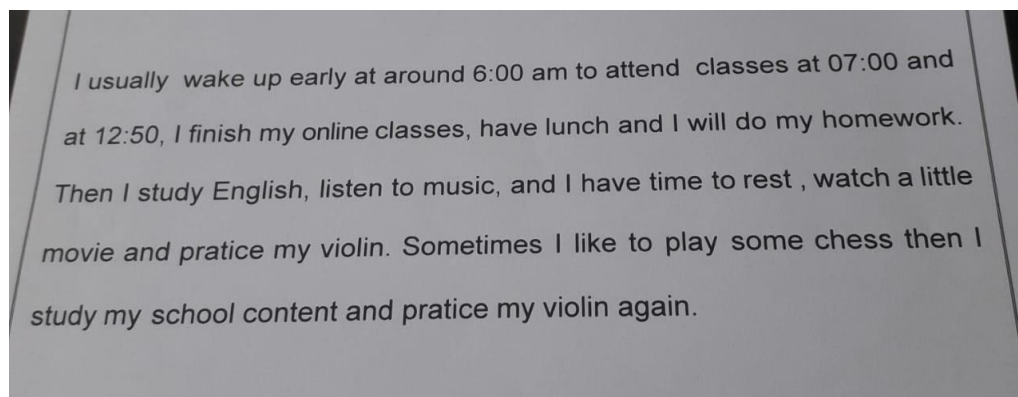 I usually wake up early at around 6:00 am to attend classes at 07:00 and
at 12:50, I finish my online classes, have lunch and I will do my homework.
Then I study English, listen to music, and I have time to rest , watch a little
movie and pratice my violin. Sometimes I like to play some chess then I
study my school content and pratice my violin again.